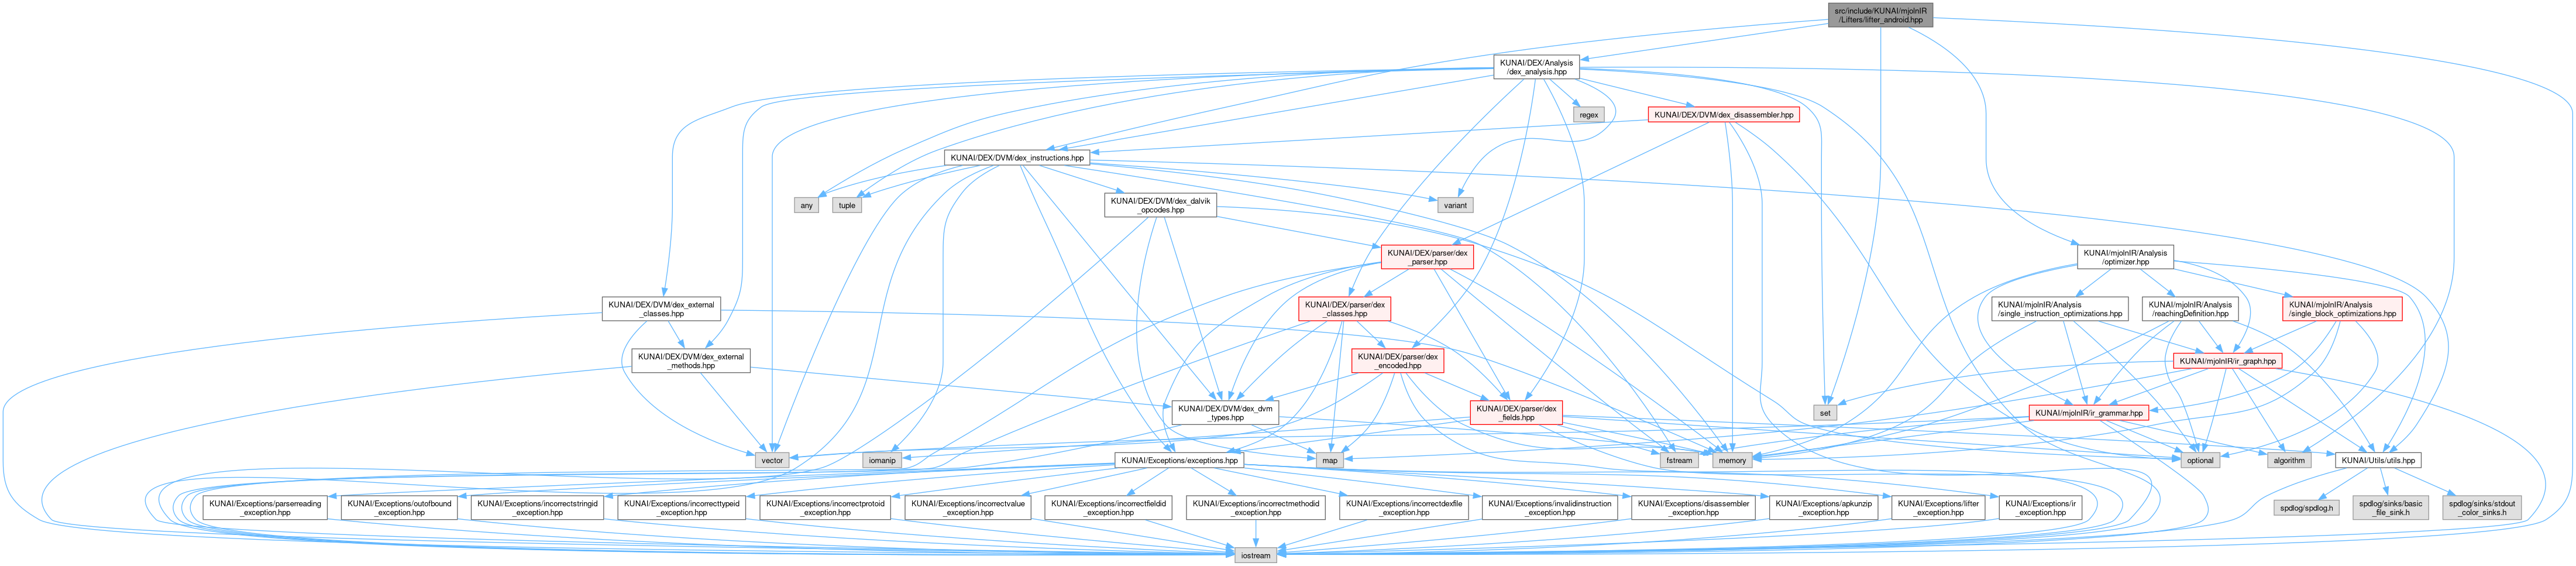 src/include/KUNAI/mjolnIR
/Lifters/lifter_android.hpp
KUNAI/DEX/Analysis
/dex_analysis.hpp
regex
KUNAI/DEX/DVM/dex_disassembler.hpp
KUNAI/DEX/DVM/dex_instructions.hpp
any
tuple
KUNAI/DEX/DVM/dex_dalvik
_opcodes.hpp
variant
KUNAI/DEX/parser/dex
_parser.hpp
KUNAI/mjolnIR/Analysis
/optimizer.hpp
KUNAI/DEX/DVM/dex_external
_classes.hpp
KUNAI/DEX/parser/dex
_classes.hpp
KUNAI/mjolnIR/Analysis
/single_instruction_optimizations.hpp
KUNAI/mjolnIR/Analysis
/reachingDefinition.hpp
KUNAI/mjolnIR/Analysis
/single_block_optimizations.hpp
KUNAI/DEX/DVM/dex_external
_methods.hpp
KUNAI/DEX/parser/dex
_encoded.hpp
KUNAI/mjolnIR/ir_graph.hpp
KUNAI/DEX/DVM/dex_dvm
_types.hpp
KUNAI/DEX/parser/dex
_fields.hpp
set
KUNAI/mjolnIR/ir_grammar.hpp
vector
iomanip
KUNAI/Exceptions/exceptions.hpp
map
fstream
memory
optional
algorithm
KUNAI/Utils/utils.hpp
KUNAI/Exceptions/parserreading
_exception.hpp
KUNAI/Exceptions/outofbound
_exception.hpp
KUNAI/Exceptions/incorrectstringid
_exception.hpp
KUNAI/Exceptions/incorrecttypeid
_exception.hpp
KUNAI/Exceptions/incorrectprotoid
_exception.hpp
KUNAI/Exceptions/incorrectvalue
_exception.hpp
KUNAI/Exceptions/incorrectfieldid
_exception.hpp
KUNAI/Exceptions/incorrectmethodid
_exception.hpp
KUNAI/Exceptions/incorrectdexfile
_exception.hpp
KUNAI/Exceptions/invalidinstruction
_exception.hpp
KUNAI/Exceptions/disassembler
_exception.hpp
KUNAI/Exceptions/apkunzip
_exception.hpp
KUNAI/Exceptions/lifter
_exception.hpp
KUNAI/Exceptions/ir
_exception.hpp
spdlog/spdlog.h
spdlog/sinks/basic
_file_sink.h
spdlog/sinks/stdout
_color_sinks.h
iostream